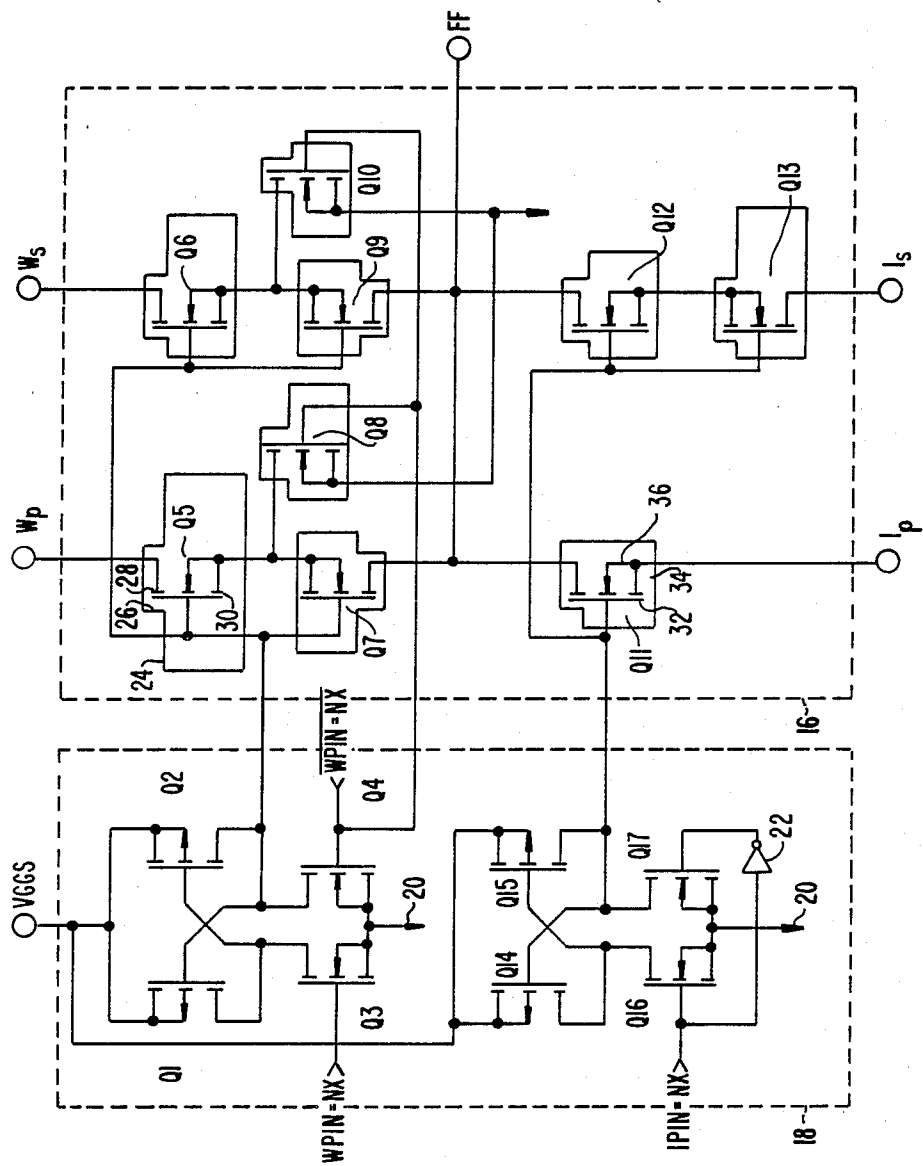 Wp
Ws
FF
Ip
Is
VGGS
24
26
28
30
Q5
Q6
Q7
Q8
Q9
Q10
Q11
32
34
36
Q12
Q13
16
Q1
Q2
Q3
Q4
WPIN=NX
WPIN=NX
20
Q14
Q15
Q16
Q17
IPIN=NX
22
20
18